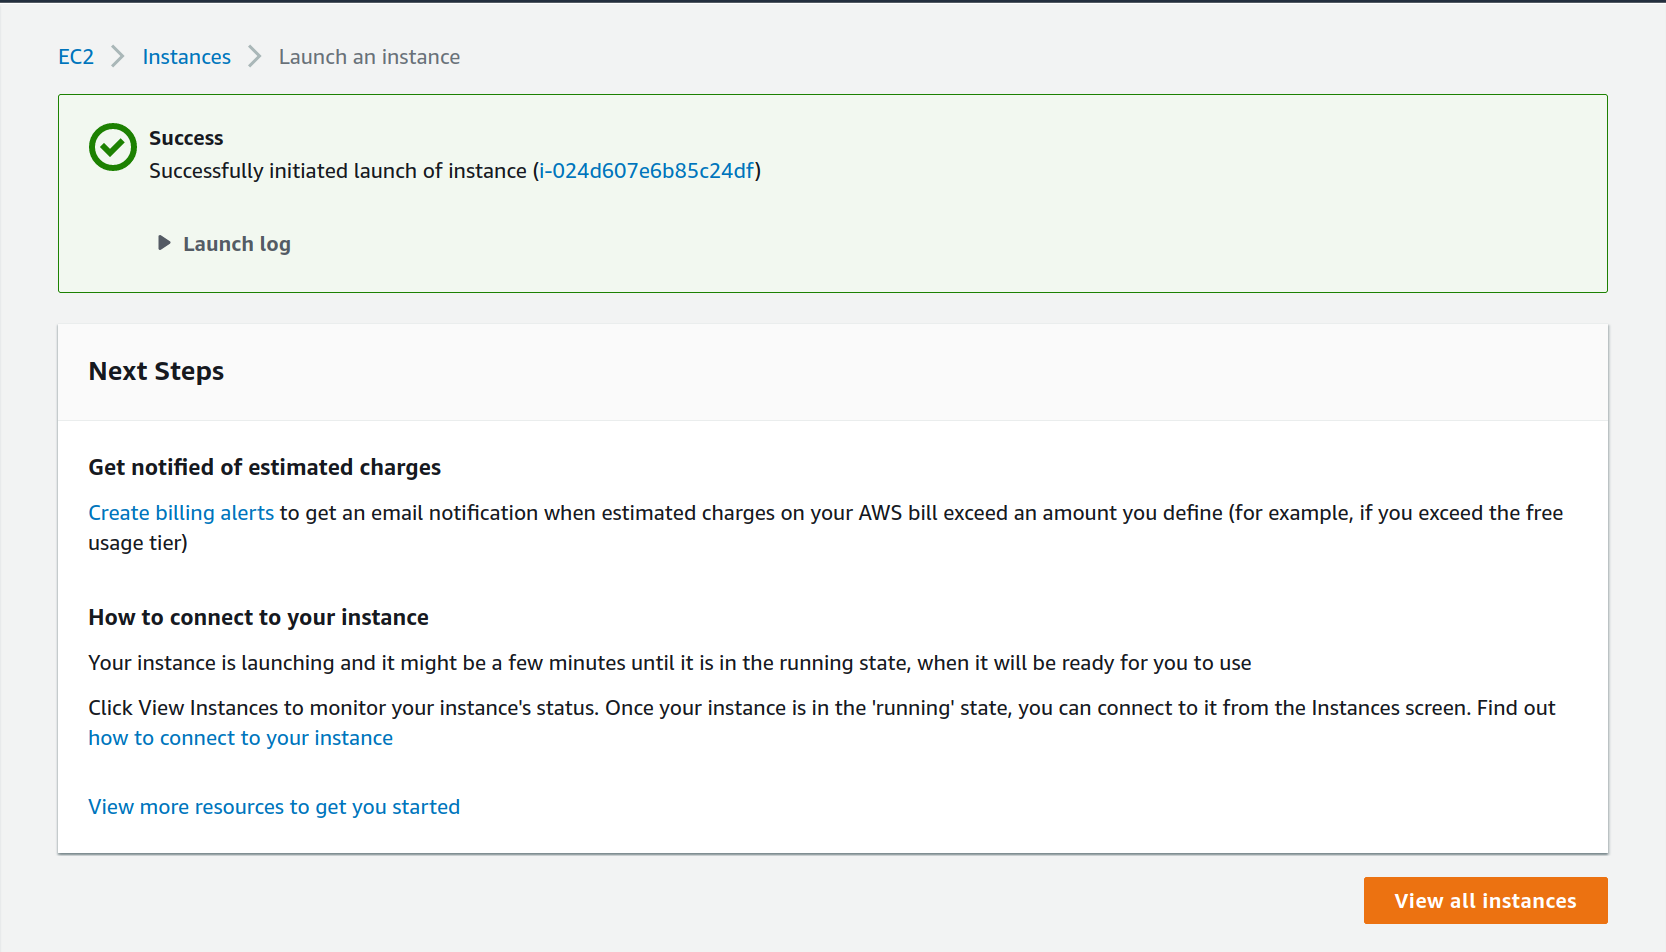 EC2 > Instances > Launch an instance
Success
Successfully initiated launch of instance (i-024d607e6b85c24df)
Launch log
Next Steps
Get notified of estimated charges
Create billing alerts to get an email notification when estimated charges on your AWS bill exceed an amount you define (for example, if you exceed the free
usage tier)
How to connect to your instance
Your instance is launching and it might be a few minutes until it is in the running state, when it will be ready for you to use
Click View Instances to monitor your instance's status. Once your instance is in the 'running' state, you can connect to it from the Instances screen. Find out
how to connect to your instance
View more resources to get you started
View all instances